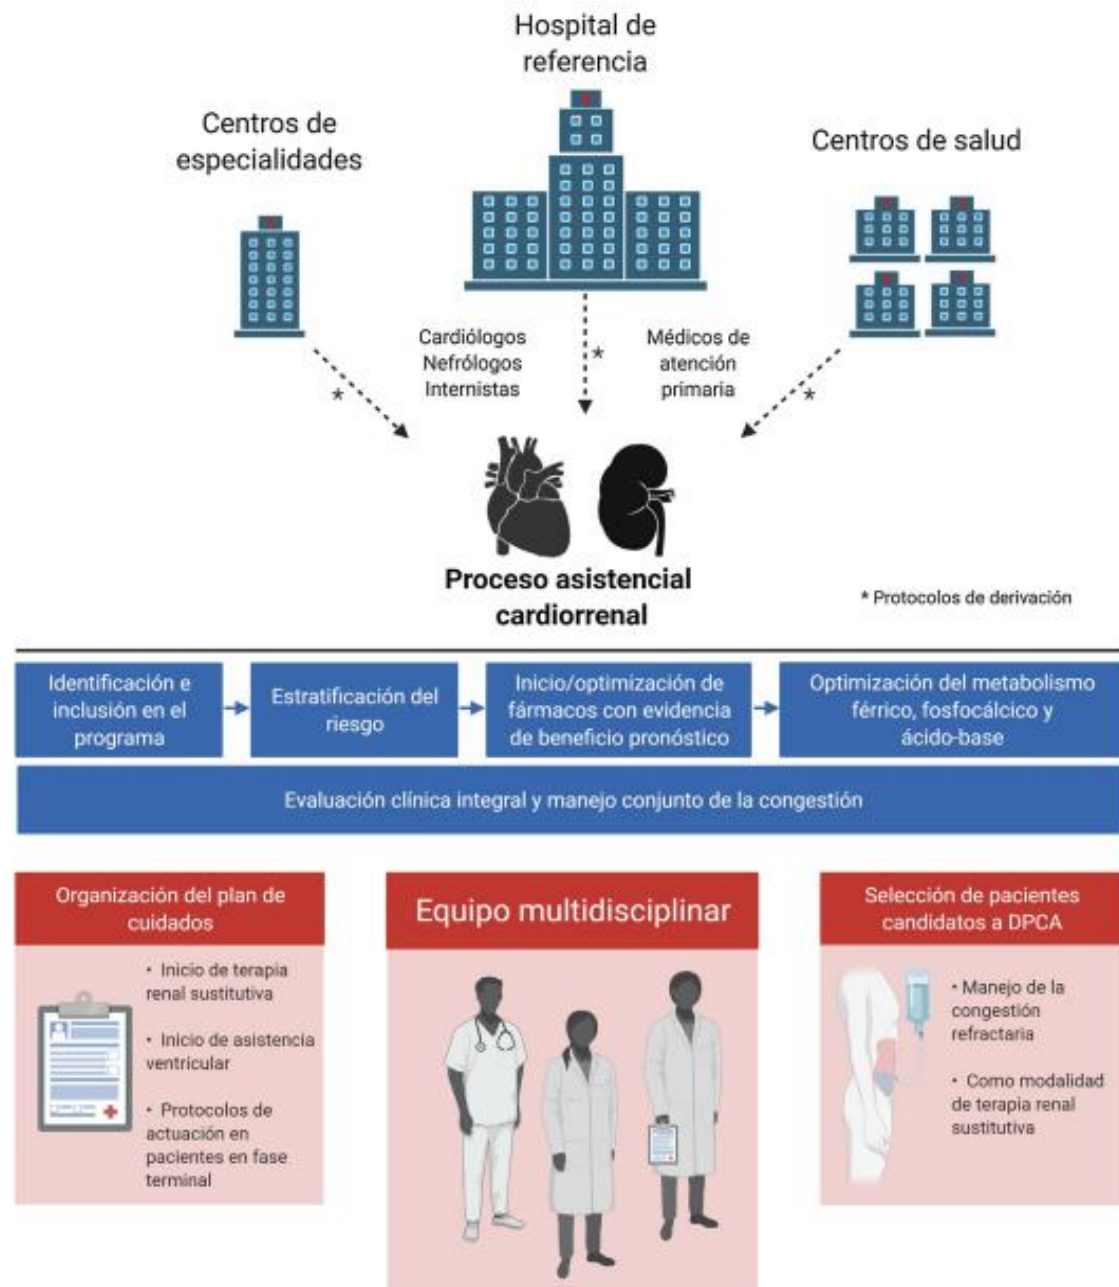 Hospital de
referencia
Centros de
especialidades
Centros de salud
Cardiólogos
Nefrólogos
Internistas
*
Médicos de
atención
primaria
*
*
Proceso asistencial
cardiorrenal
* Protocolos de derivación
Identificación e
inclusión en el
programa
Estratificación del
riesgo
Inicio/optimización de
fármacos con evidencia
de beneficio pronóstico
Optimización del metabolismo
férrico, fosfocálcico y
ácido-base
Evaluación clínica integral y manejo conjunto de la congestión
Organización del plan de
cuidados
• Inicio de terapia
renal sustitutiva
• Inicio de asistencia
ventricular
• Protocolos de
actuación en
pacientes en fase
terminal
Equipo multidisciplinar
Selección de pacientes
candidatos a DPCA
• Manejo de la
congestión
refractaria
• Como modalidad
de terapia renal
sustitutiva